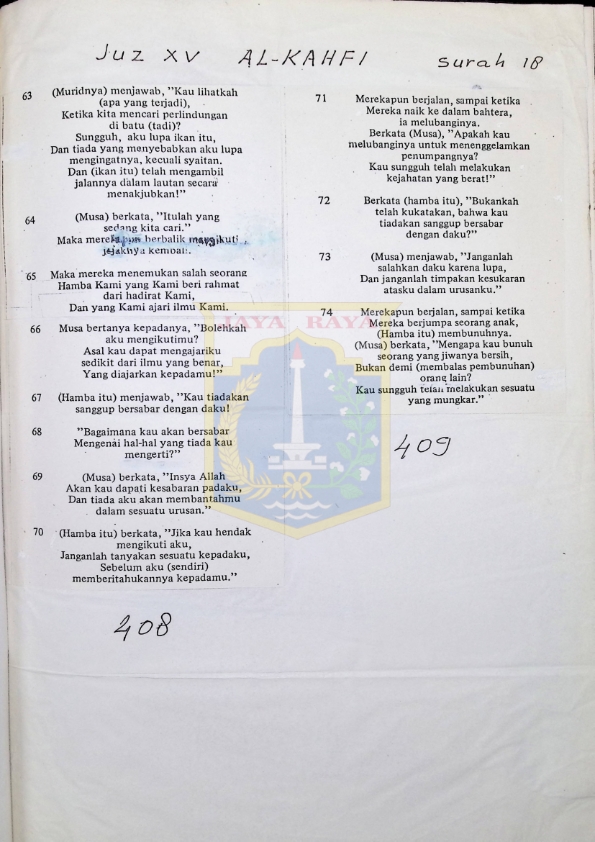 Juz XV AL-KAHFI Surah 18
63 (Muridnya) menjawab, "Kau lihatkah
(apa yang terjadi),
Ketika kita mencari perlindungan
di batu (tadi)?
Sungguh, aku lupa ikan itu,
Dan tiada yang menyebabkan aku lupa
mengingatnya, kecuali syaitan.
Dan (ikan itu) telah mengambil
jalannya dalam lautan secara
menakjubkan!"
64 (Musa) berkata, "Itulah yang
sedang kita cari."
Maka merekapun berbalik mengikuti
jejaknya kembali.
65 Maka mereka menemukan salah seorang
Hamba Kami yang Kami beri rahmat
dari hadirat Kami,
Dan yang Kami ajari ilmu Kami.
66 Musa bertanya kepadanya, "Bolehkah
aku mengikutimu?
Asal kau dapat mengajariku
sedikit dari ilmu yang benar,
Yang diajarkan kepadamu!"
67 (Hamba itu) menjawab, "Kau tiadakan
sanggup bersabar dengan daku!
68 "Bagaimana kau akan bersabar
Mengenai hal-hal yang tiada kau
mengerti?"
69 (Musa) berkata, "Insya Allah
Akan kau dapati kesabaran padaku,
Dan tiada aku akan membantahmu
dalam sesuatu urusan."
70 (Hamba itu) berkata, "Jika kau hendak
mengikuti aku,
Janganlah tanyakan sesuatu kepadaku,
Sebelum aku (sendiri)
memberitahukannya kepadamu."
408
71 Merekapun berjalan, sampai ketika
Mereka naik ke dalam bahtera,
ia melubanginya.
Berkata (Musa), "Apakah kau
melubanginya untuk menenggelamkan
penumpangnya?
Kau sungguh telah melakukan
kejahatan yang berat!"
72 Berkata (hamba itu), "Bukankah
telah kukatakan, bahwa kau
tiadakan sanggup bersabar
dengan daku?"
73 (Musa) menjawab, "Janganlah
salahkan daku karena lupa,
Dan janganlah timpakan kesukaran
atasku dalam urusanku."
74 Merekapun berjalan, sampai ketika
Mereka berjumpa seorang anak,
(Hamba itu) membunuhnya.
(Musa) berkata, "Mengapa kau bunuh
seorang yang jiwanya bersih,
Bukan demi (membalas pembunuhan)
orang lain?
Kau sungguh telah melakukan sesuatu
yang mungkar."
409
JAYA RAYA